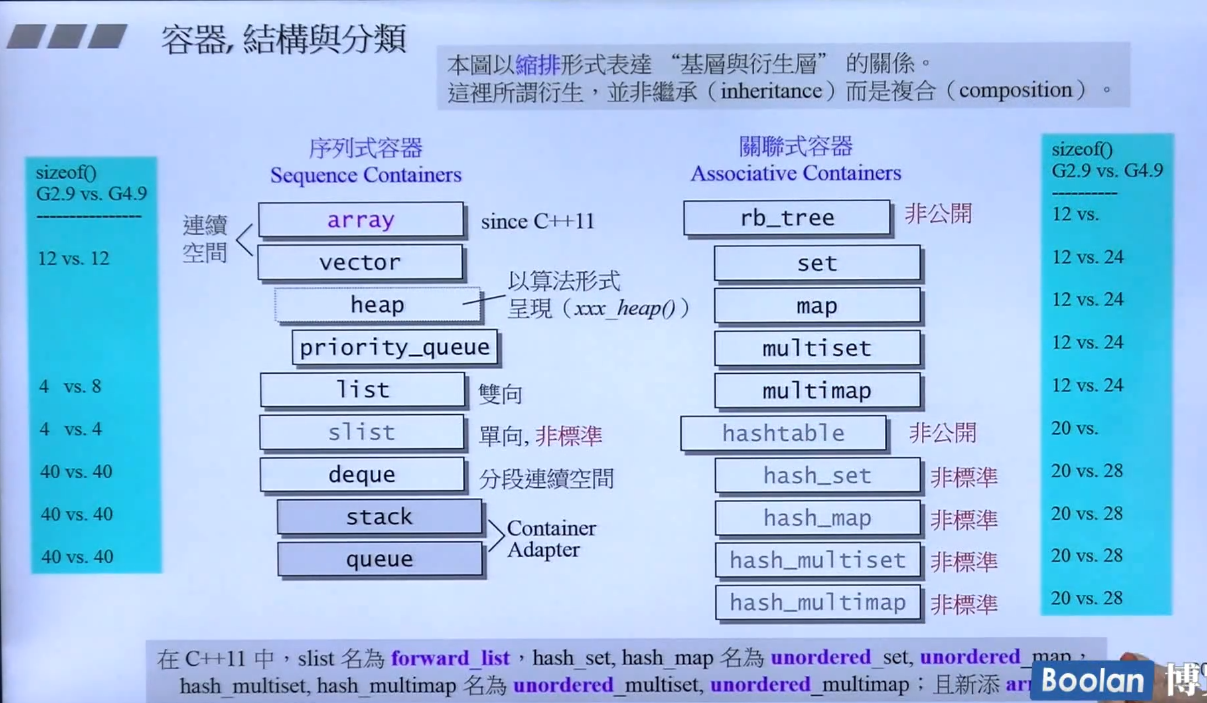 容器, 結構與分類
本圖以縮排形式表達 “基層與衍生層” 的關係。
這裡所謂衍生，並非繼承（inheritance）而是複合（composition）。
序列式容器
Sequence Containers
sizeof()
G2.9 vs. G4.9
----------------
12 vs. 12
4 vs. 8
4 vs. 4
40 vs. 40
40 vs. 40
40 vs. 40
連續
空間
array
since C++11
vector
heap
以算法形式
呈現（xxx_heap()）
priority_queue
list
雙向
slist
單向, 非標準
deque
分段連續空間
stack
queue
Container
Adapter
關聯式容器
Associative Containers
rb_tree
非公開
set
map
multiset
multimap
hashtable
非公開
hash_set
非標準
hash_map
非標準
hash_multiset
非標準
hash_multimap
非標準
sizeof()
G2.9 vs. G4.9
----------
12 vs.
12 vs. 24
12 vs. 24
12 vs. 24
12 vs. 24
20 vs.
20 vs. 28
20 vs. 28
20 vs. 28
20 vs. 28
在 C++11 中，slist 名為 forward_list，hash_set, hash_map 名為 unordered_set, unordered_map，
hash_multiset, hash_multimap 名為 unordered_multiset, unordered_multimap；且新添
Boolan 博